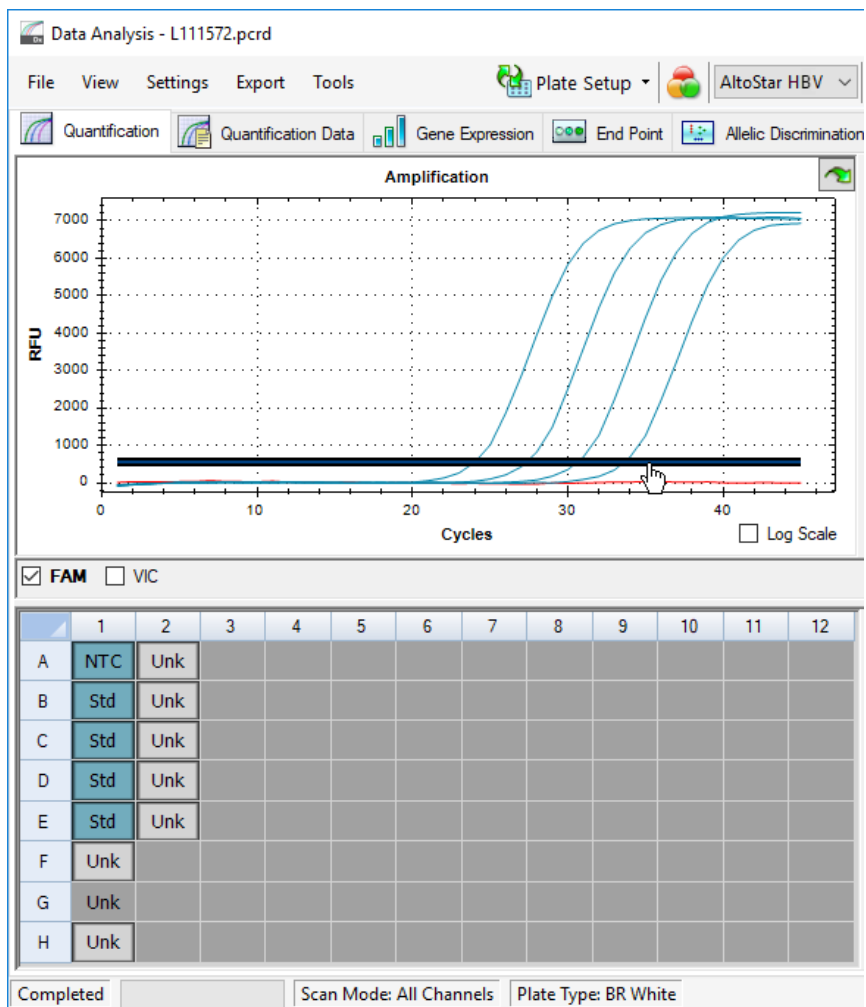 Data Analysis - L111572.pcrd
File View Settings Export Tools Plate Setup AltoStar HBV
Quantification Quantification Data Gene Expression End Point Allelic Discrimination
Amplification
7000
6000
5000
4000
3000
2000
1000
0
RFU
0 10 20 30 40
Cycles
Log Scale
FAM VIC
1 2 3 4 5 6 7 8 9 10 11 12
A NTC Unk
B Std Unk
C Std Unk
D Std Unk
E Std Unk
F Unk
G Unk
H Unk
Completed Scan Mode: All Channels Plate Type: BR White